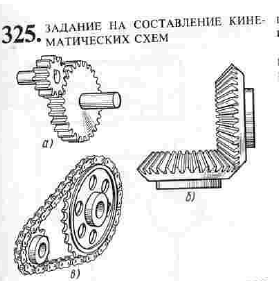 325. ЗАДАНИЕ НА СОСТАВЛЕНИЕ КИНЕ-
МАТИЧЕСКИХ СХЕМ
а)
б)
в)